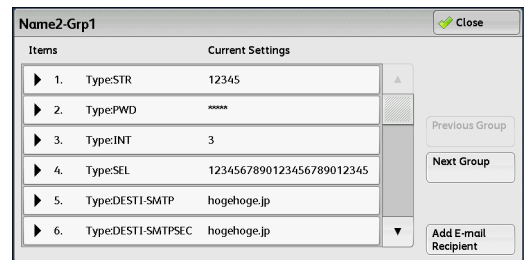 Name2-Grp1
Close
Items Current Settings
1. Type:STR 12345
2. Type:PWD *****
3. Type:INT 3
4. Type:SEL 1234567890123456789012345
5. Type:DESTI-SMTP hogehoge.jp
6. Type:DESTI-SMTPSEC hogehoge.jp
Previous Group
Next Group
Add E-mail
Recipient